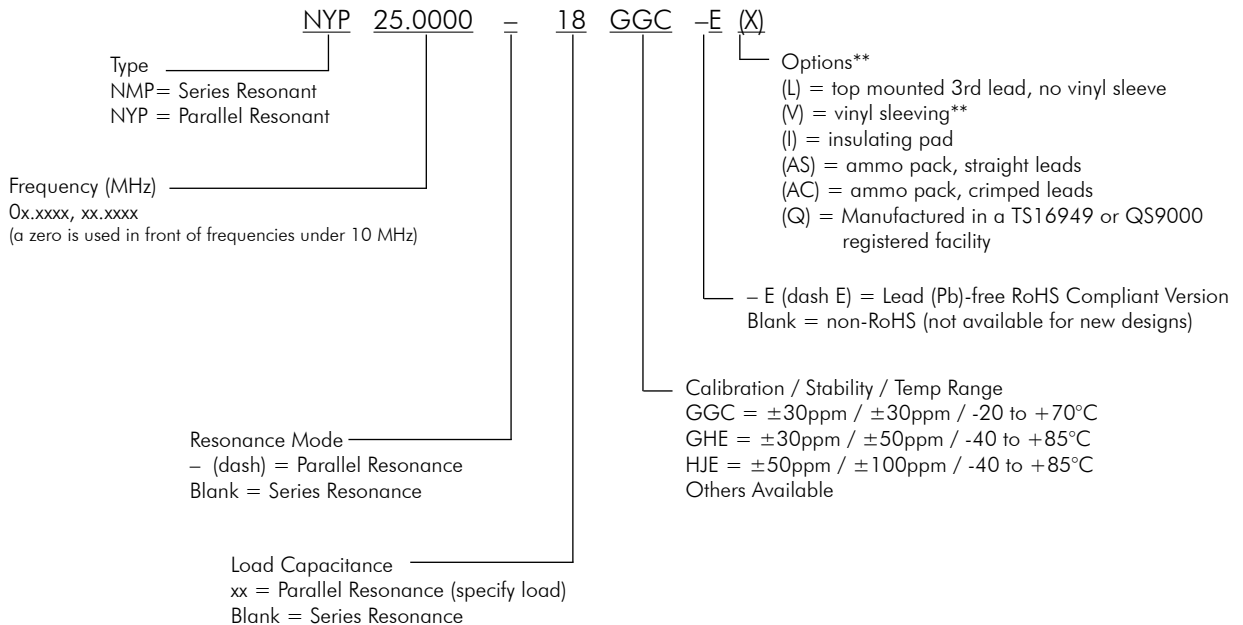 NYP 25.0000 – 18 GGC –E (X)
Type
NMP= Series Resonant
NYP = Parallel Resonant
Options**
(L) = top mounted 3rd lead, no vinyl sleeve
(V) = vinyl sleeving**
(I) = insulating pad
(AS) = ammo pack, straight leads
(AC) = ammo pack, crimped leads
(Q) = Manufactured in a TS16949 or QS9000
registered facility
Frequency (MHz)
0x.xxxx, xx.xxxx
(a zero is used in front of frequencies under 10 MHz)
– E (dash E) = Lead (Pb)-free RoHS Compliant Version
Blank = non-RoHS (not available for new designs)
Calibration / Stability / Temp Range
GGC = ±30ppm / ±30ppm / -20 to +70°C
GHE = ±30ppm / ±50ppm / -40 to +85°C
HJE = ±50ppm / ±100ppm / -40 to +85°C
Others Available
Resonance Mode
– (dash) = Parallel Resonance
Blank = Series Resonance
Load Capacitance
xx = Parallel Resonance (specify load)
Blank = Series Resonance